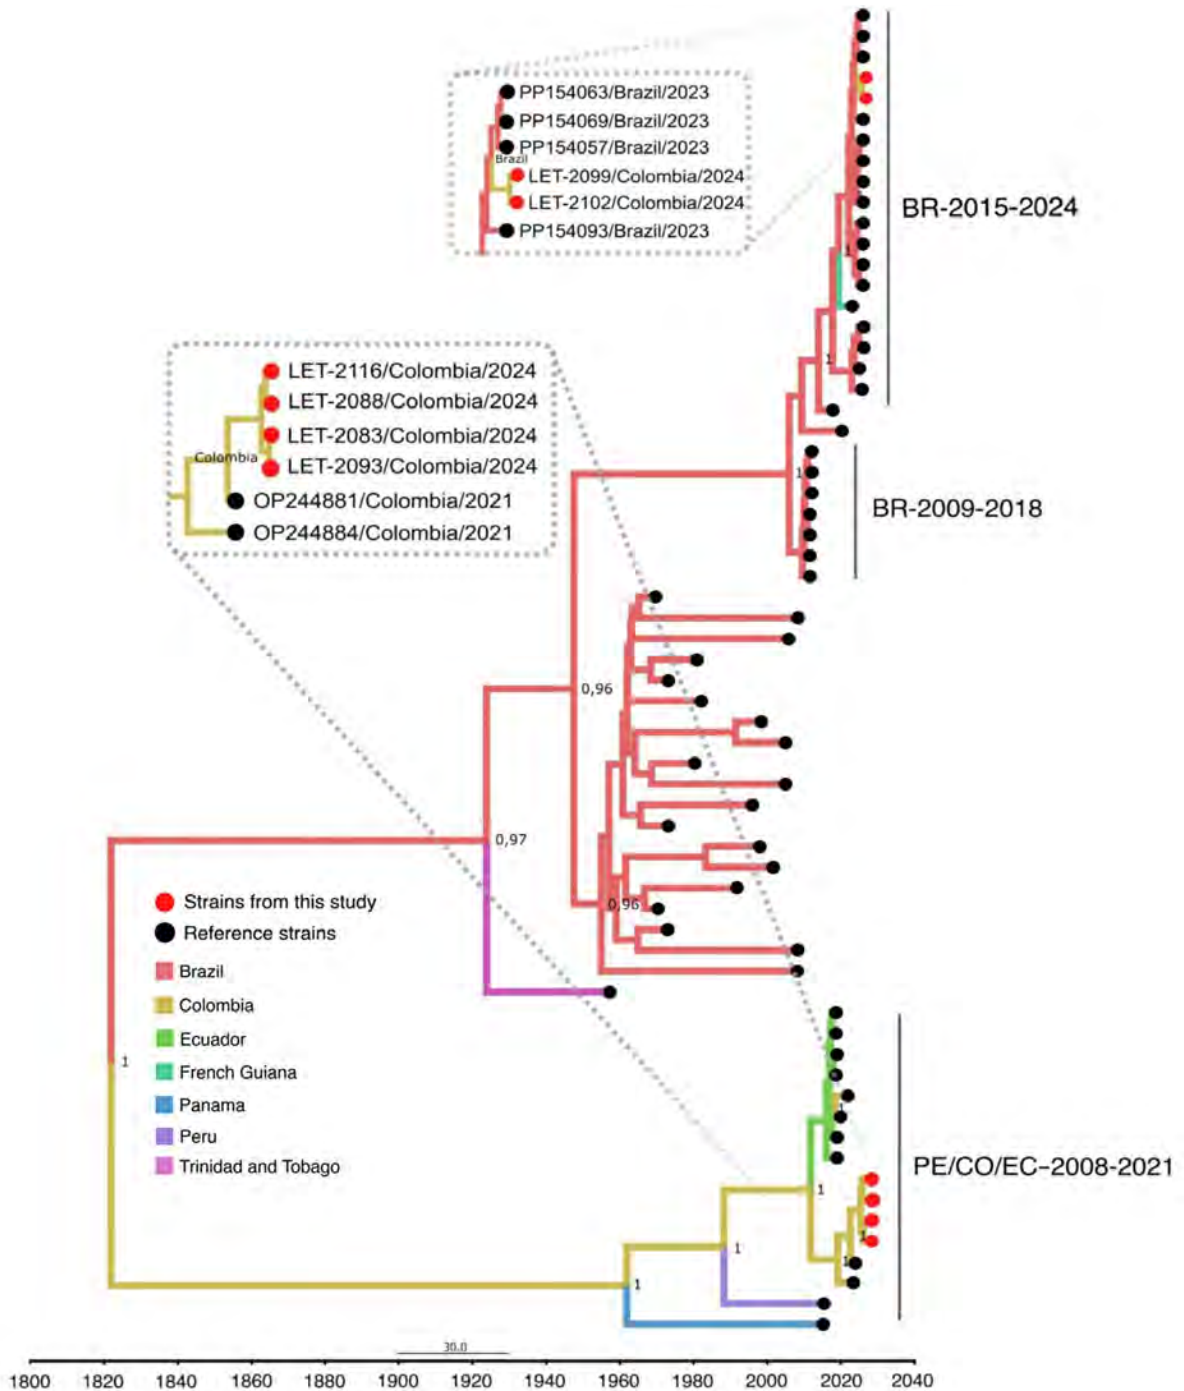 PP154063/Brazil/2023
PP154069/Brazil/2023
PP154057/Brazil/2023
Brazil
LET-2099/Colombia/2024
LET-2102/Colombia/2024
PP154093/Brazil/2023
BR-2015-2024
1
1
LET-2116/Colombia/2024
LET-2088/Colombia/2024
LET-2083/Colombia/2024
Colombia
LET-2093/Colombia/2024
OP244881/Colombia/2021
OP244884/Colombia/2021
1
BR-2009-2018
0,96
0,97
0,96
Strains from this study
Reference strains
Brazil
Colombia
Ecuador
French Guiana
Panama
Peru
Trinidad and Tobago
1
1
PE/CO/EC–2008-2021
1
1
1
1
1
30.0
1800 1820 1840 1860 1880 1900 1920 1940 1960 1980 2000 2020 2040